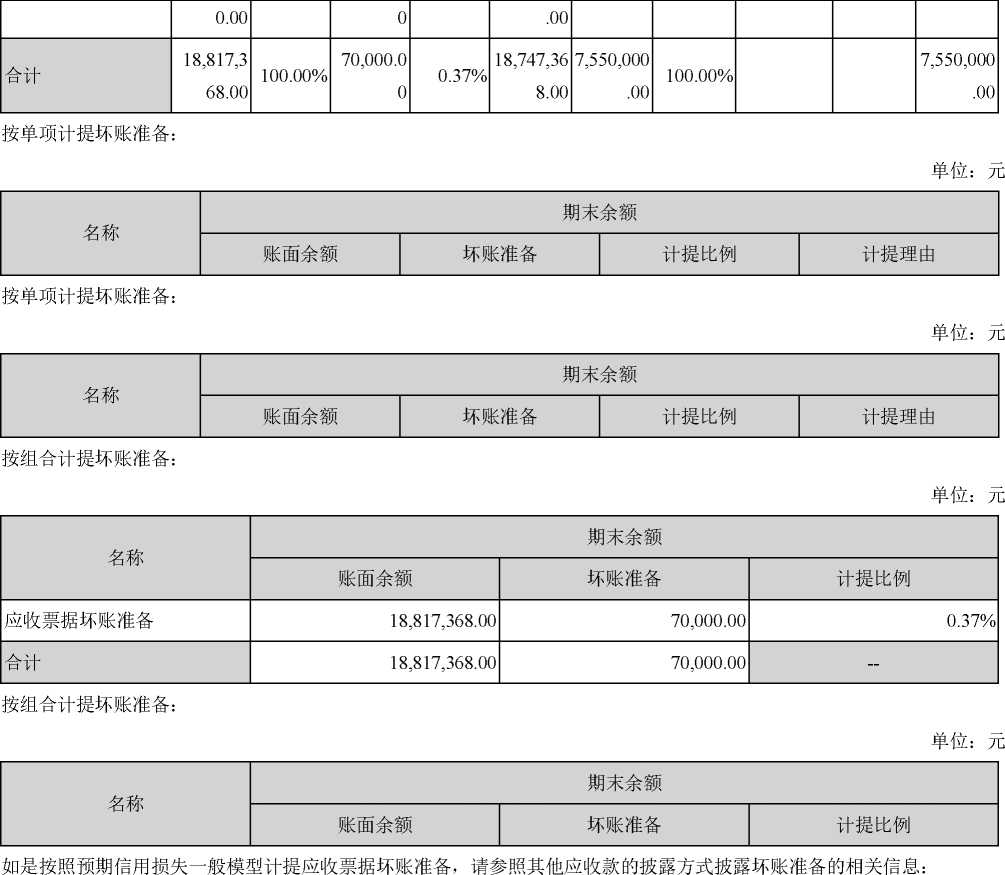 0.00 0 .00
合计 18,817,368.00 100.00% 70,000.00 0.37% 18,747,368.00 7,550,000.00 100.00% 7,550,000.00
按单项计提坏账准备：
单位：元
名称 期末余额
账面余额 坏账准备 计提比例 计提理由
按单项计提坏账准备：
单位：元
名称 期末余额
账面余额 坏账准备 计提比例 计提理由
按组合计提坏账准备：
单位：元
名称 期末余额
账面余额 坏账准备 计提比例
应收票据坏账准备 18,817,368.00 70,000.00 0.37%
合计 18,817,368.00 70,000.00 --
按组合计提坏账准备：
单位：元
名称 期末余额
账面余额 坏账准备 计提比例
如是按照预期信用损失一般模型计提应收票据坏账准备，请参照其他应收款的披露方式披露坏账准备的相关信息：